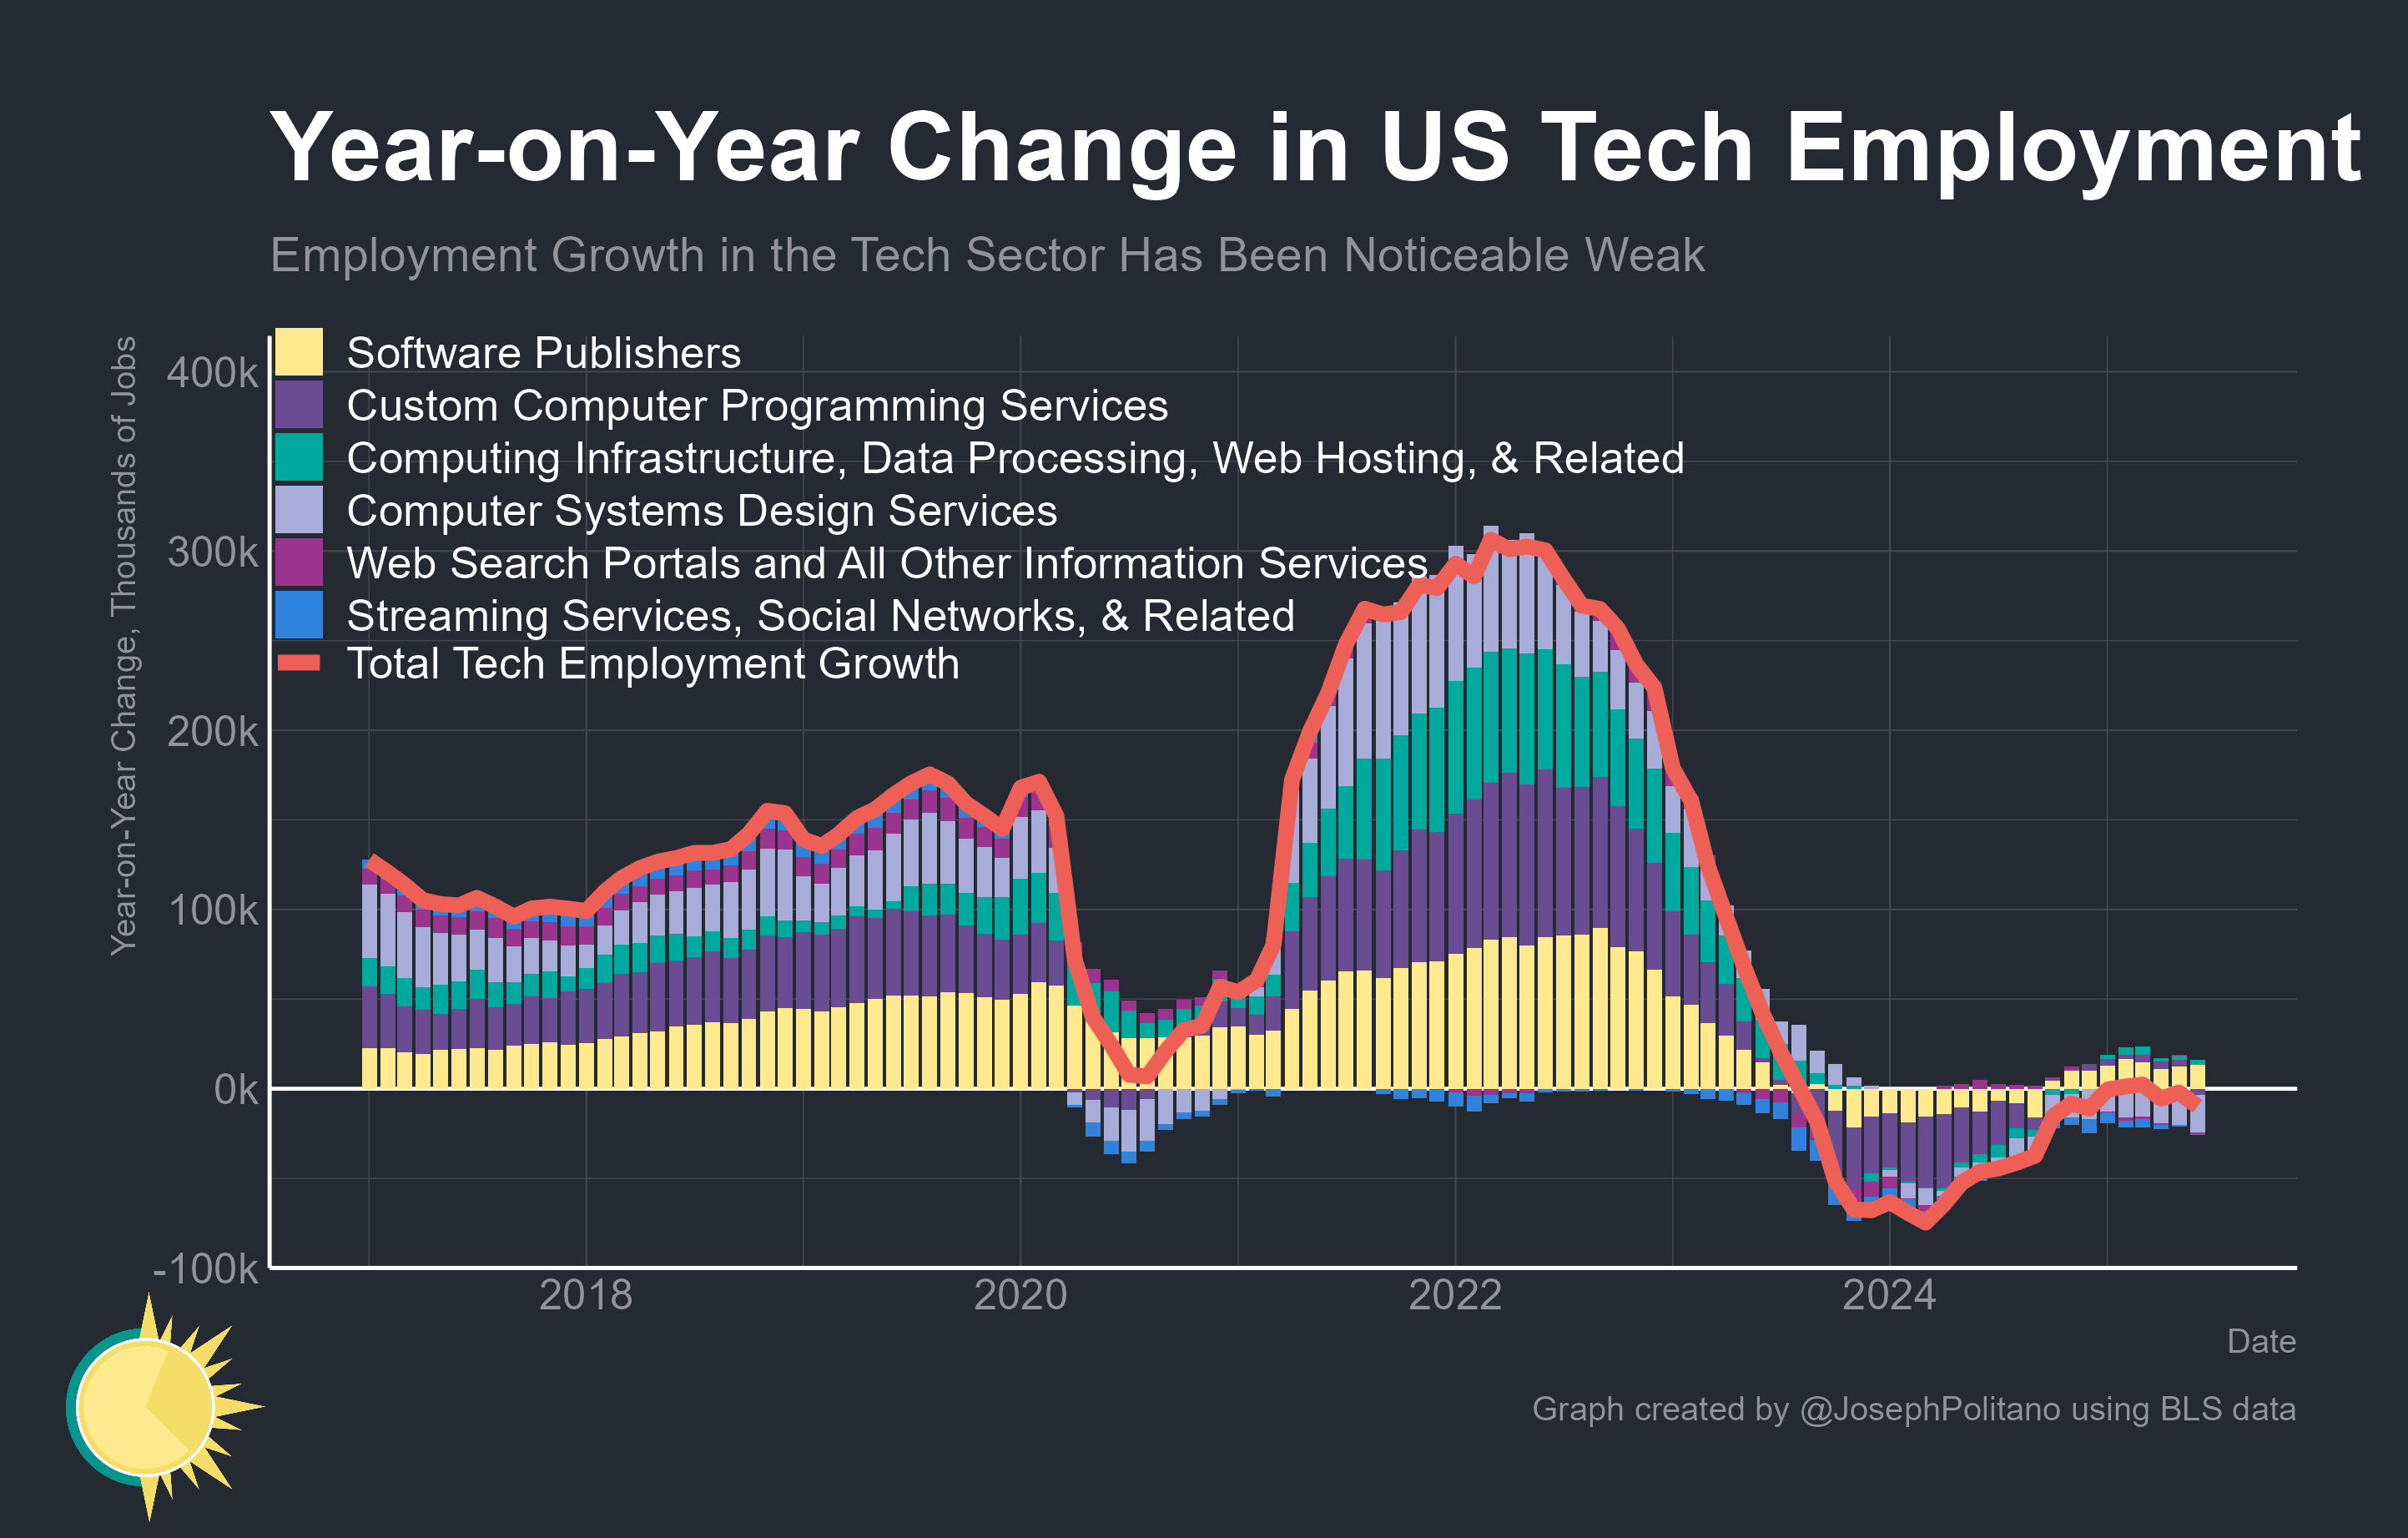 Year-on-Year Change in US Tech Employment
Employment Growth in the Tech Sector Has Been Noticeable Weak
Year-on-Year Change, Thousands of Jobs
400k
300k
200k
100k
0k
-100k
Software Publishers
Custom Computer Programming Services
Computing Infrastructure, Data Processing, Web Hosting, & Related
Computer Systems Design Services
Web Search Portals and All Other Information Services
Streaming Services, Social Networks, & Related
Total Tech Employment Growth
2018 2020 2022 2024
Date
Graph created by @JosephPolitano using BLS data